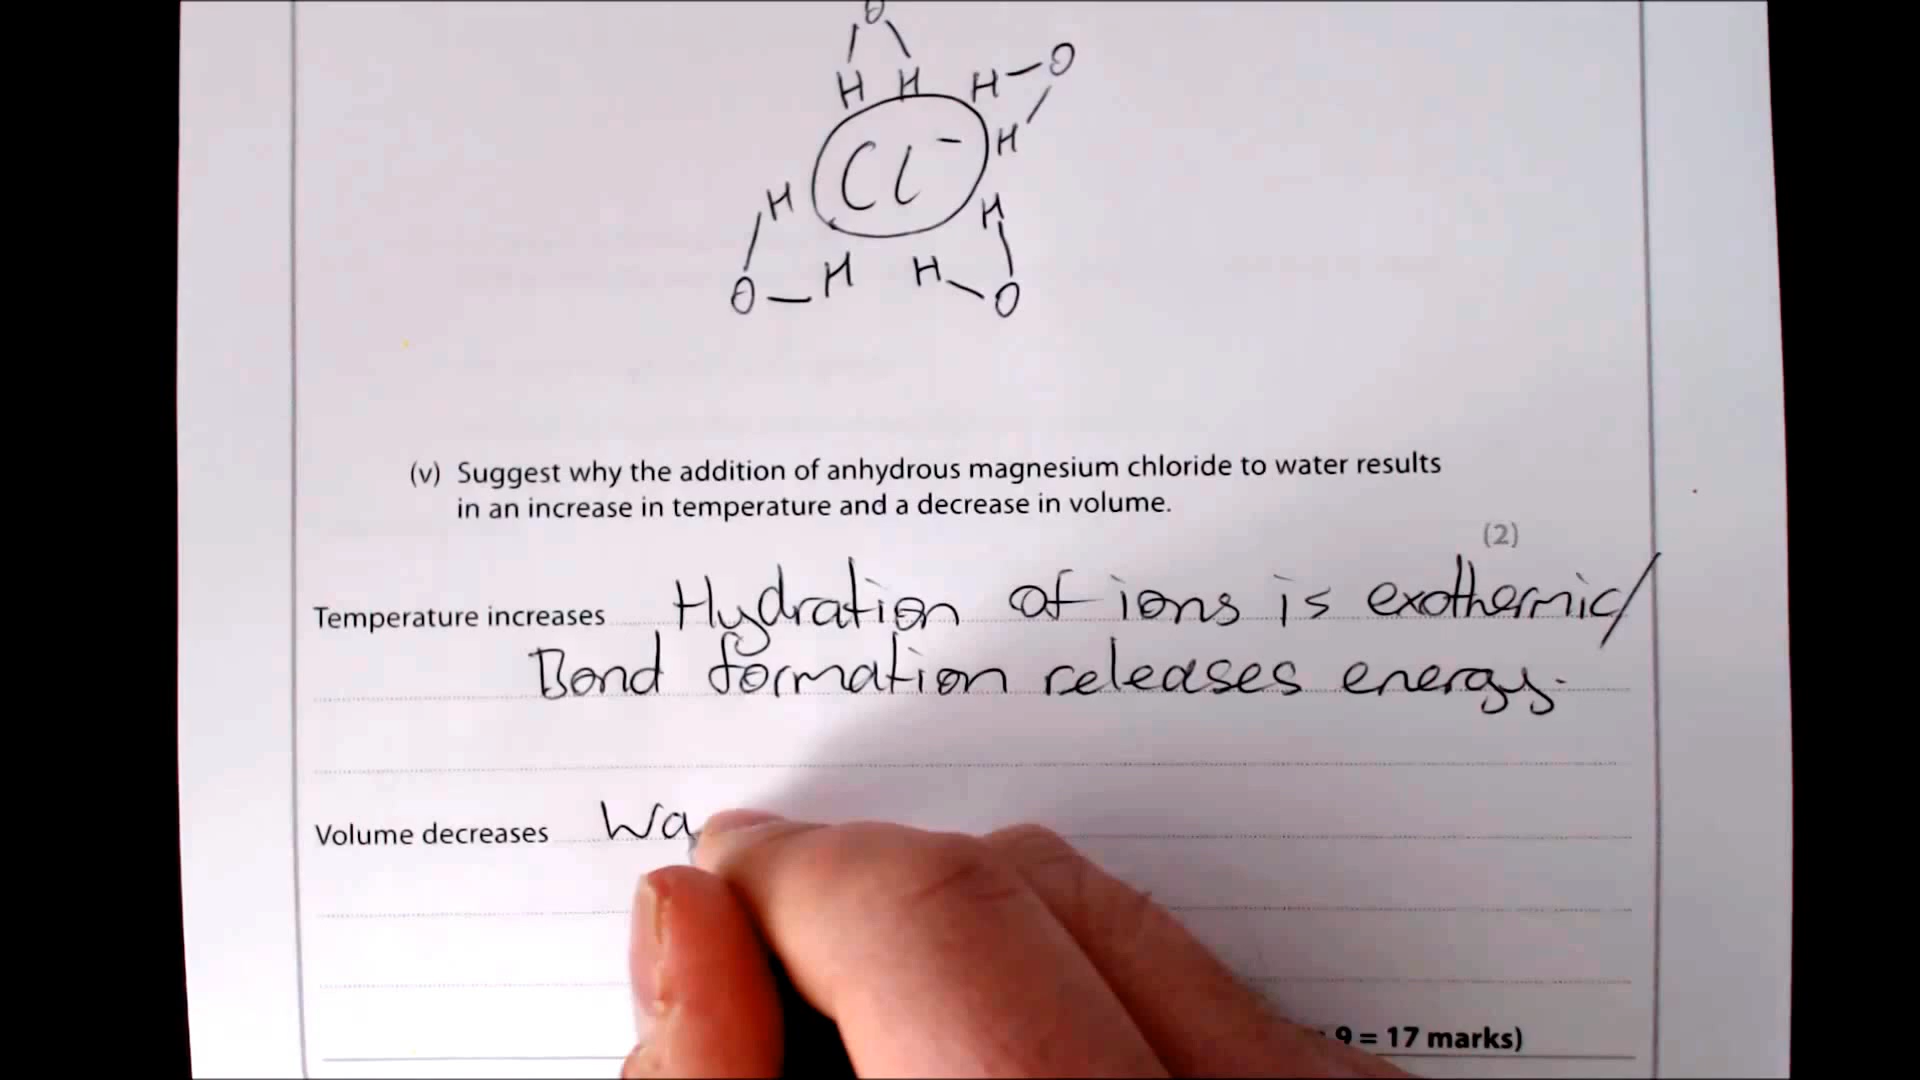 O
H H H — O
Cl⁻ H
H H
O — H H O
(v) Suggest why the addition of anhydrous magnesium chloride to water results
in an increase in temperature and a decrease in volume.
(2)
Temperature increases Hydration of ions is exothermic/
Bond formation releases energy.
Volume decreases Wa
9 = 17 marks)